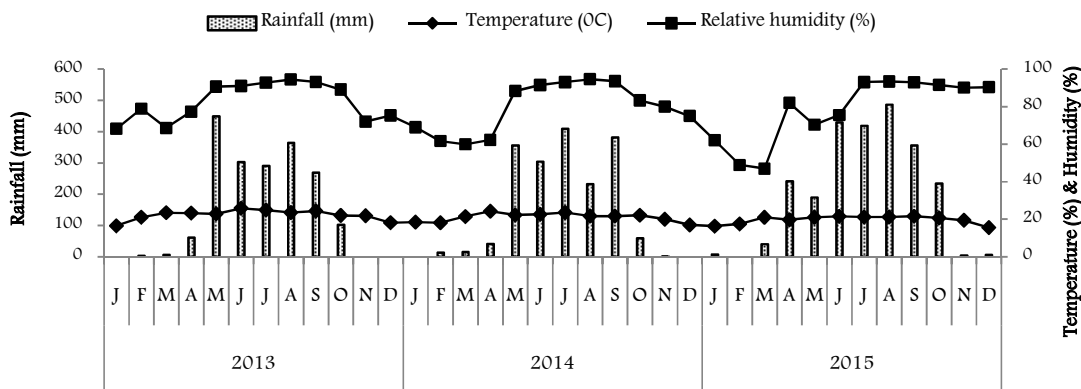 Rainfall (mm) Temperature (0C) Relative humidity (%)
600
500
400
300
200
100
0
Rainfall (mm)
100
80
60
40
20
0
Temperature (%) & Humidity (%)
J F M A M J J A S O N D J F M A M J J A S O N D J F M A M J J A S O N D
2013 2014 2015